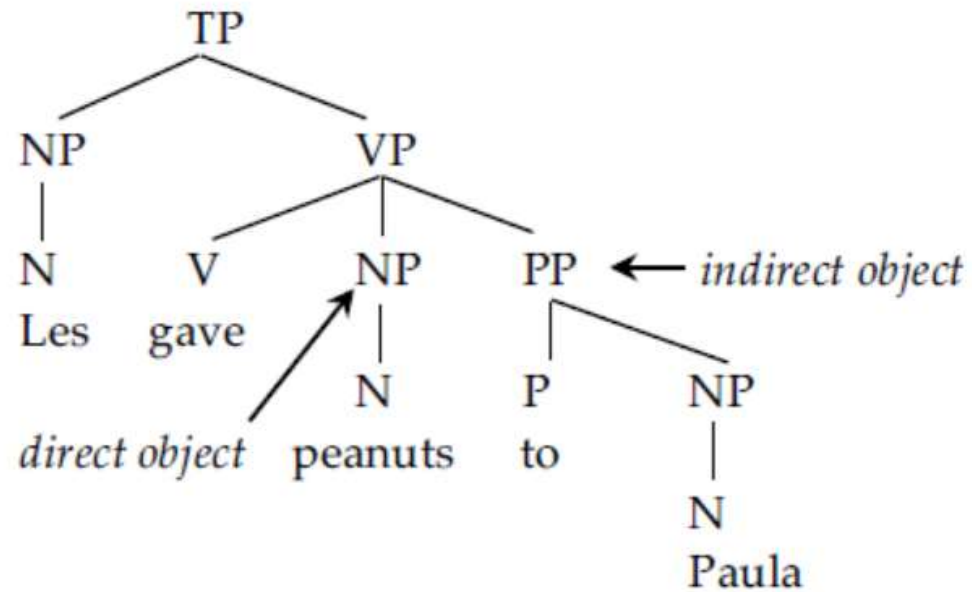 TP
NP VP
N V NP PP indirect object
Les gave
N P NP
direct object peanuts to
N
Paula